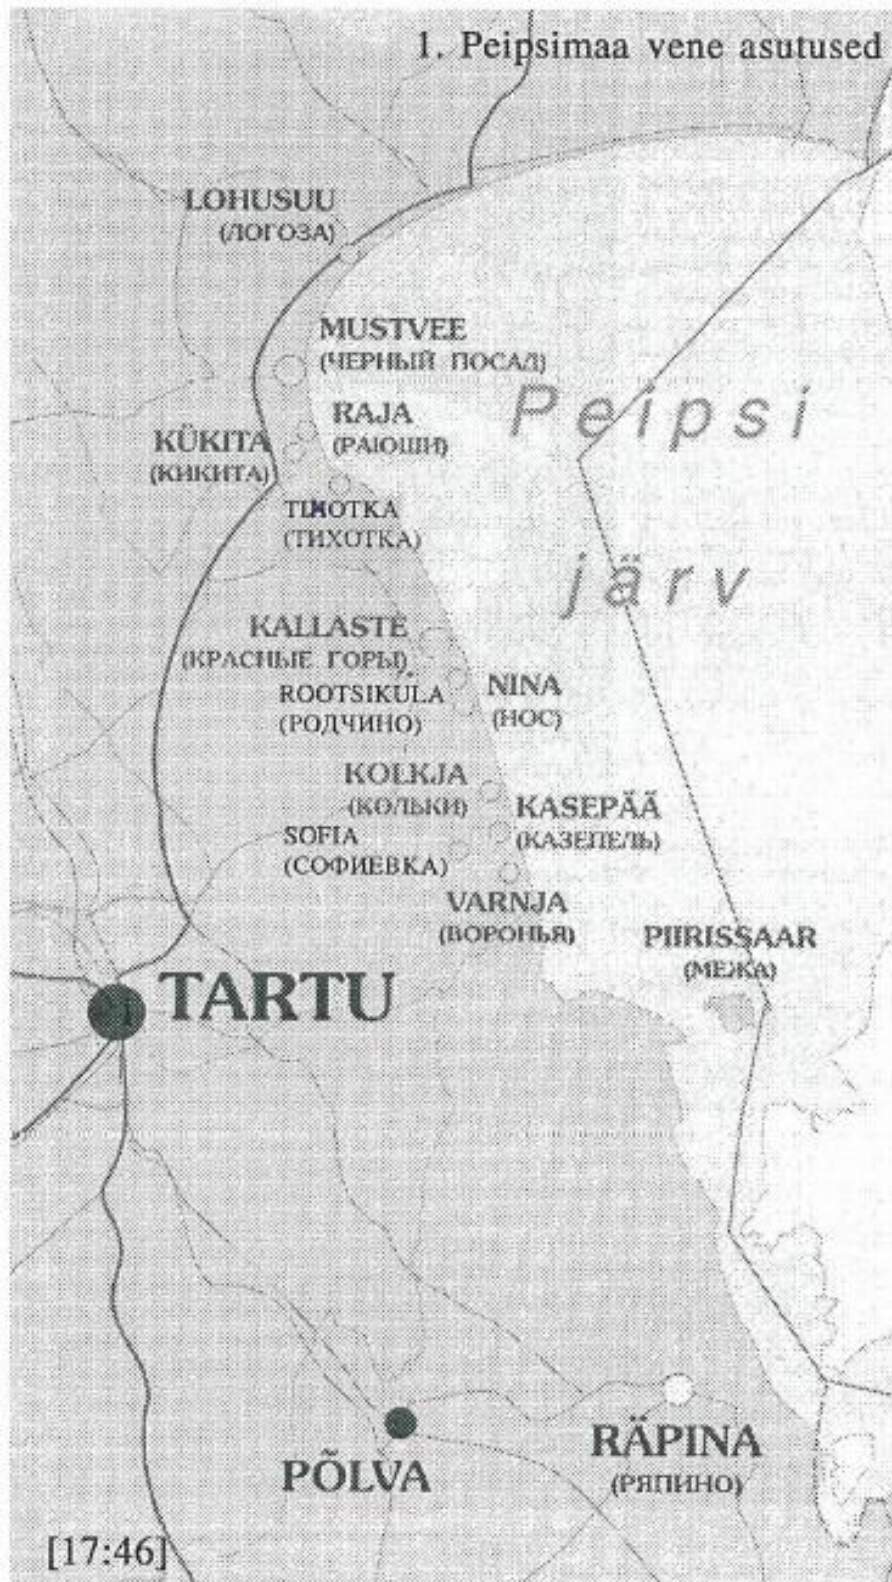 1. Peipsimaa vene asutused
LOHUSUU
(ЛОГОЗА)
MUSTVEE
(ЧЕРНЫЙ ПОСАД)
Peipsi
RAJA
(РАЮШИ)
KÜKITA
(КИКИТА)
TIXOTKA
(ТИХОТКА)
järv
KALLASTE
(КРАСНЫЕ ГОРЫ)
ROOTSIKÜLA
(РОДЧИНО)
NINA
(НОС)
KOLKJA
(КОЛЬКИ)
KASEPÄÄ
(КАЗЕПЕЛЬ)
SOFIA
(СОФИЕВКА)
VARNJA
(ВОРОНЬЯ)
PIIRISSAAR
(МЕЖА)
TARTU
RÄPINA
(РЯПИНО)
PÕLVA
[17:46]